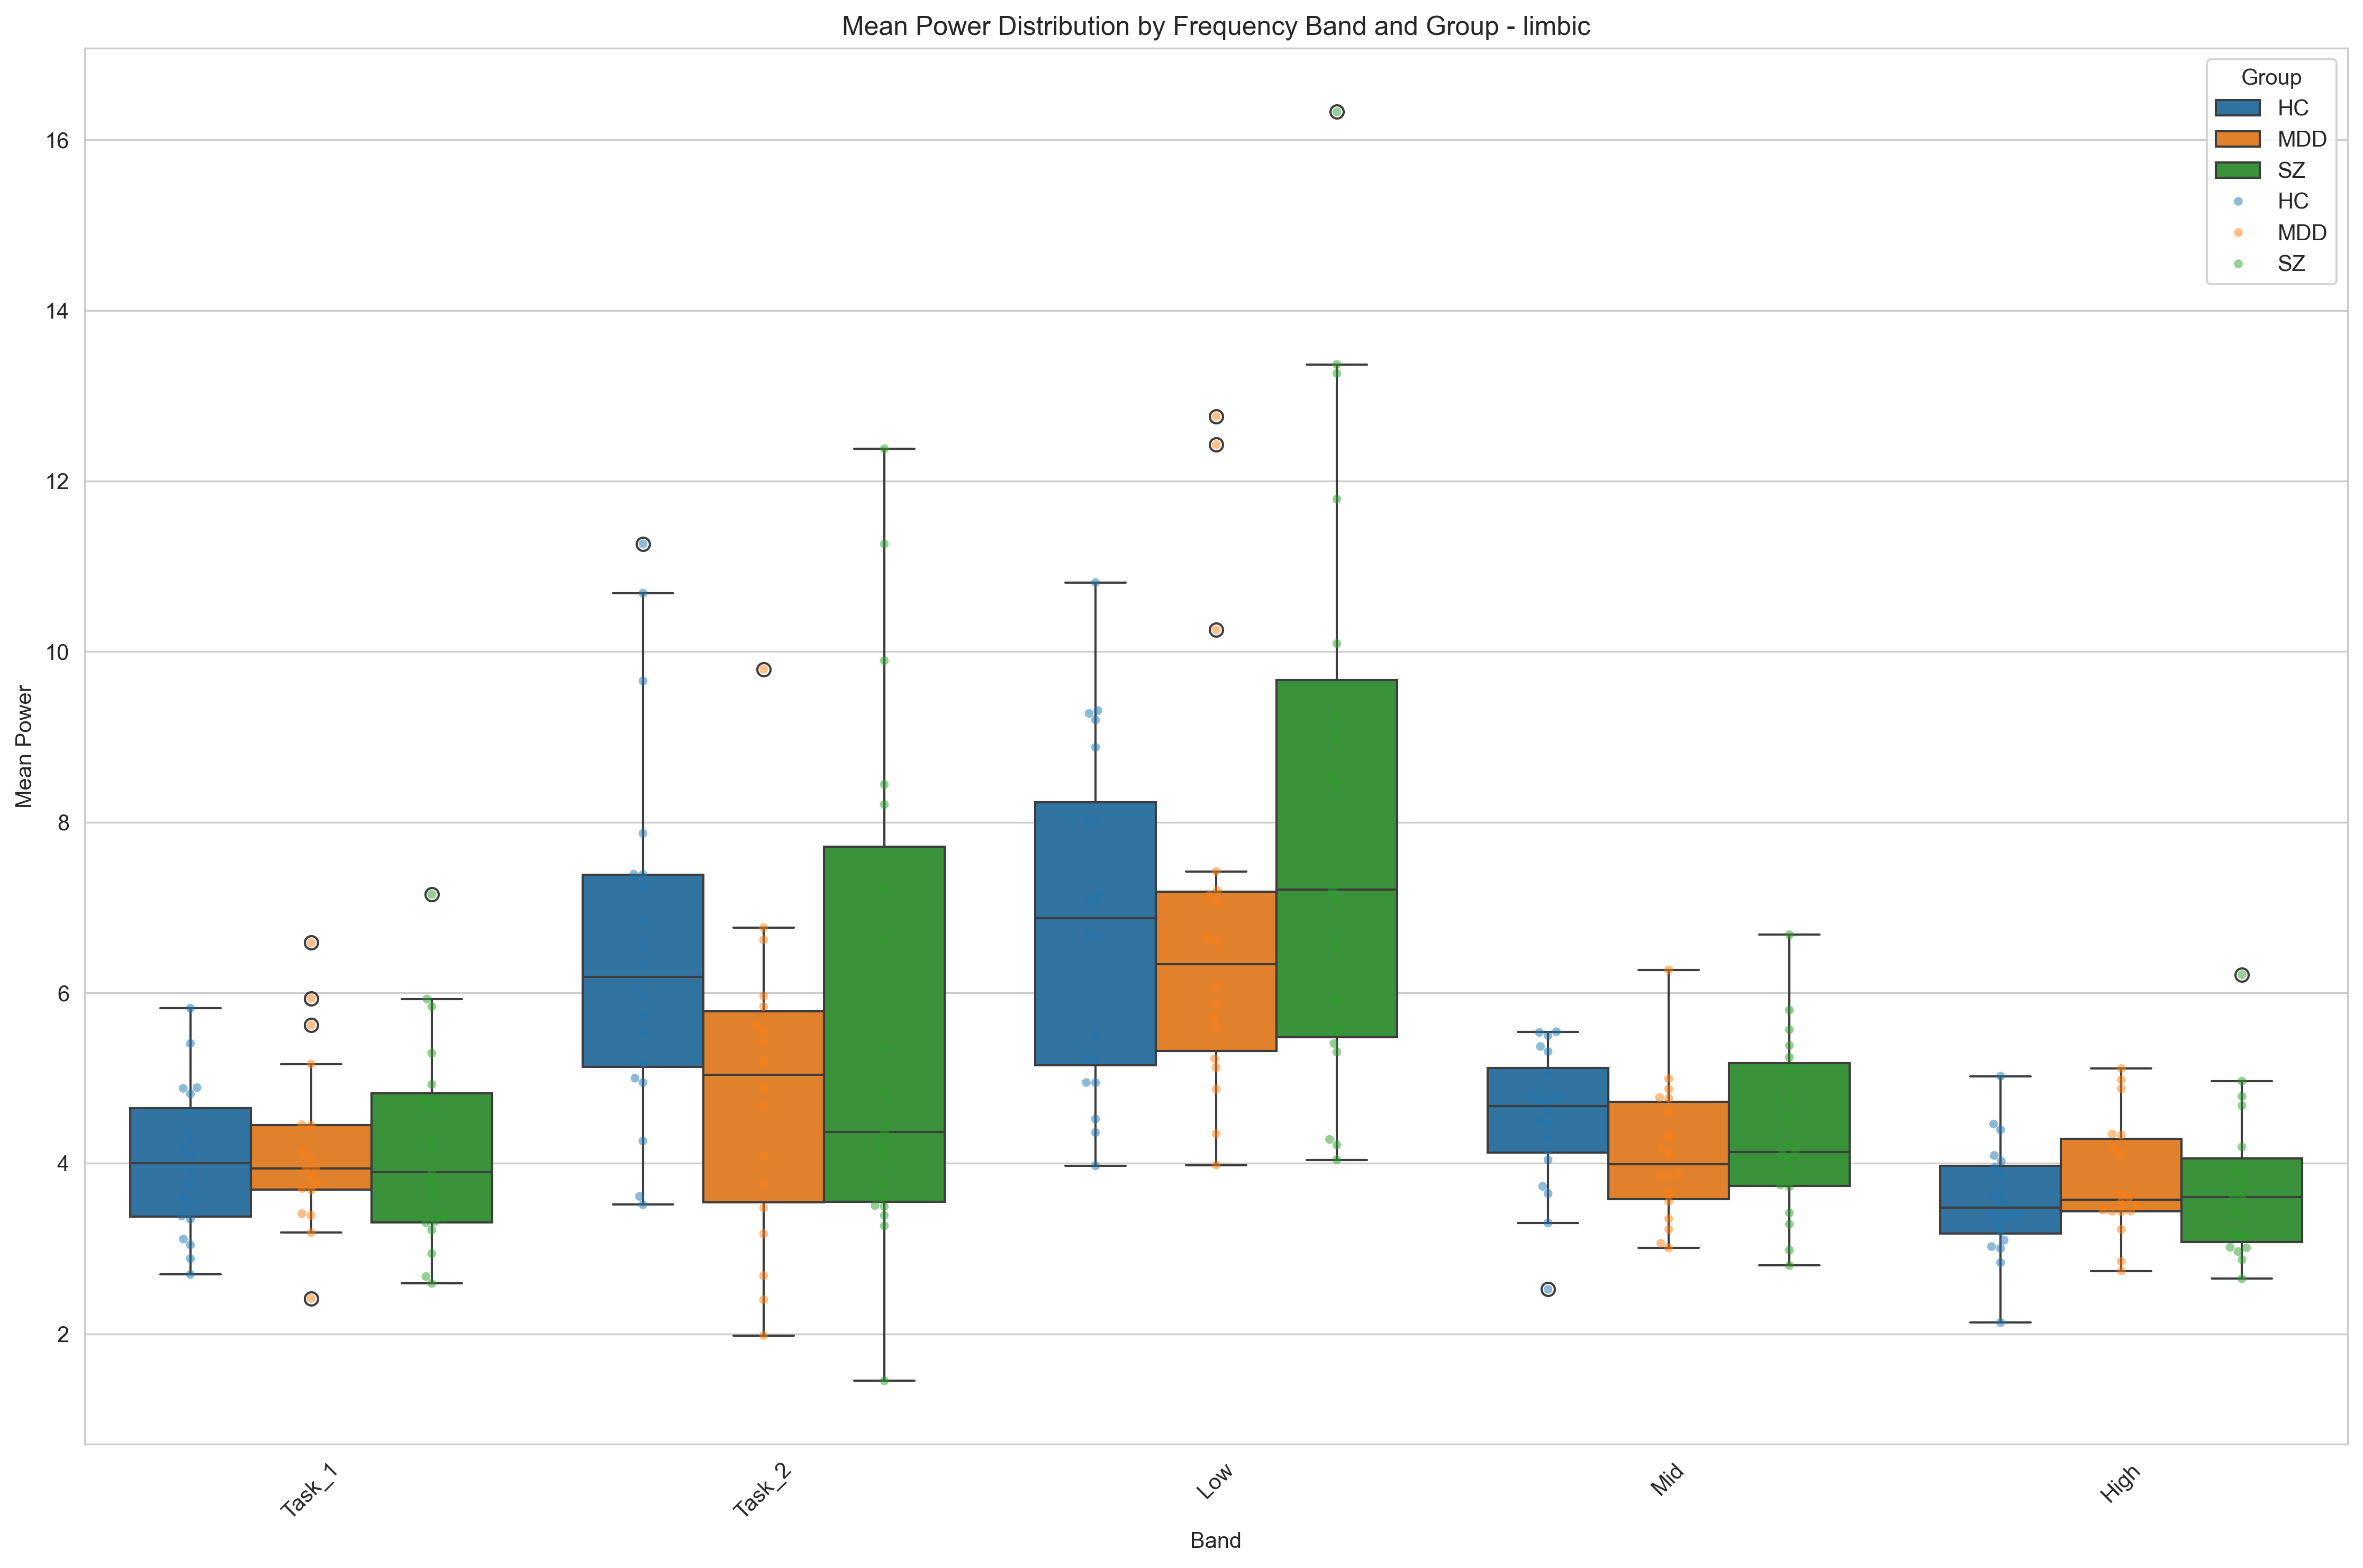 Mean Power Distribution by Frequency Band and Group - limbic
Group
HC
MDD
SZ
HC
MDD
SZ
16
14
12
10
8
6
4
2
Mean Power
Task_1
Task_2
Low
Mid
High
Band